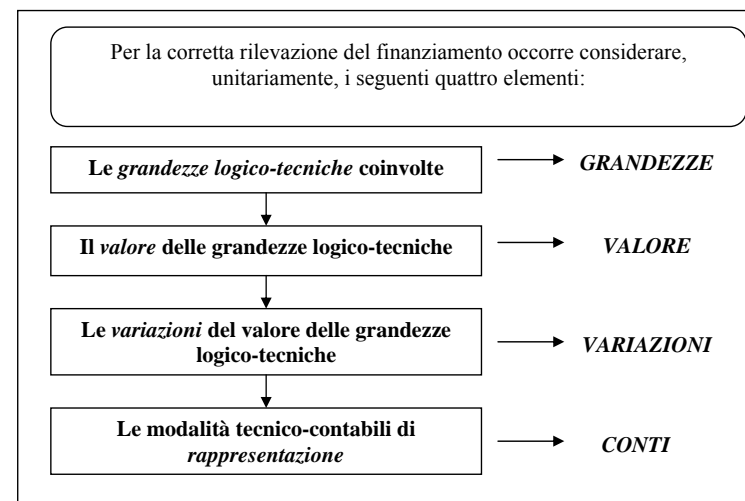 Per la corretta rilevazione del finanziamento occorre considerare,
unitariamente, i seguenti quattro elementi:
Le grandezze logico-tecniche coinvolte
GRANDEZZE
Il valore delle grandezze logico-tecniche
VALORE
Le variazioni del valore delle grandezze
logico-tecniche
VARIAZIONI
Le modalità tecnico-contabili di
rappresentazione
CONTI